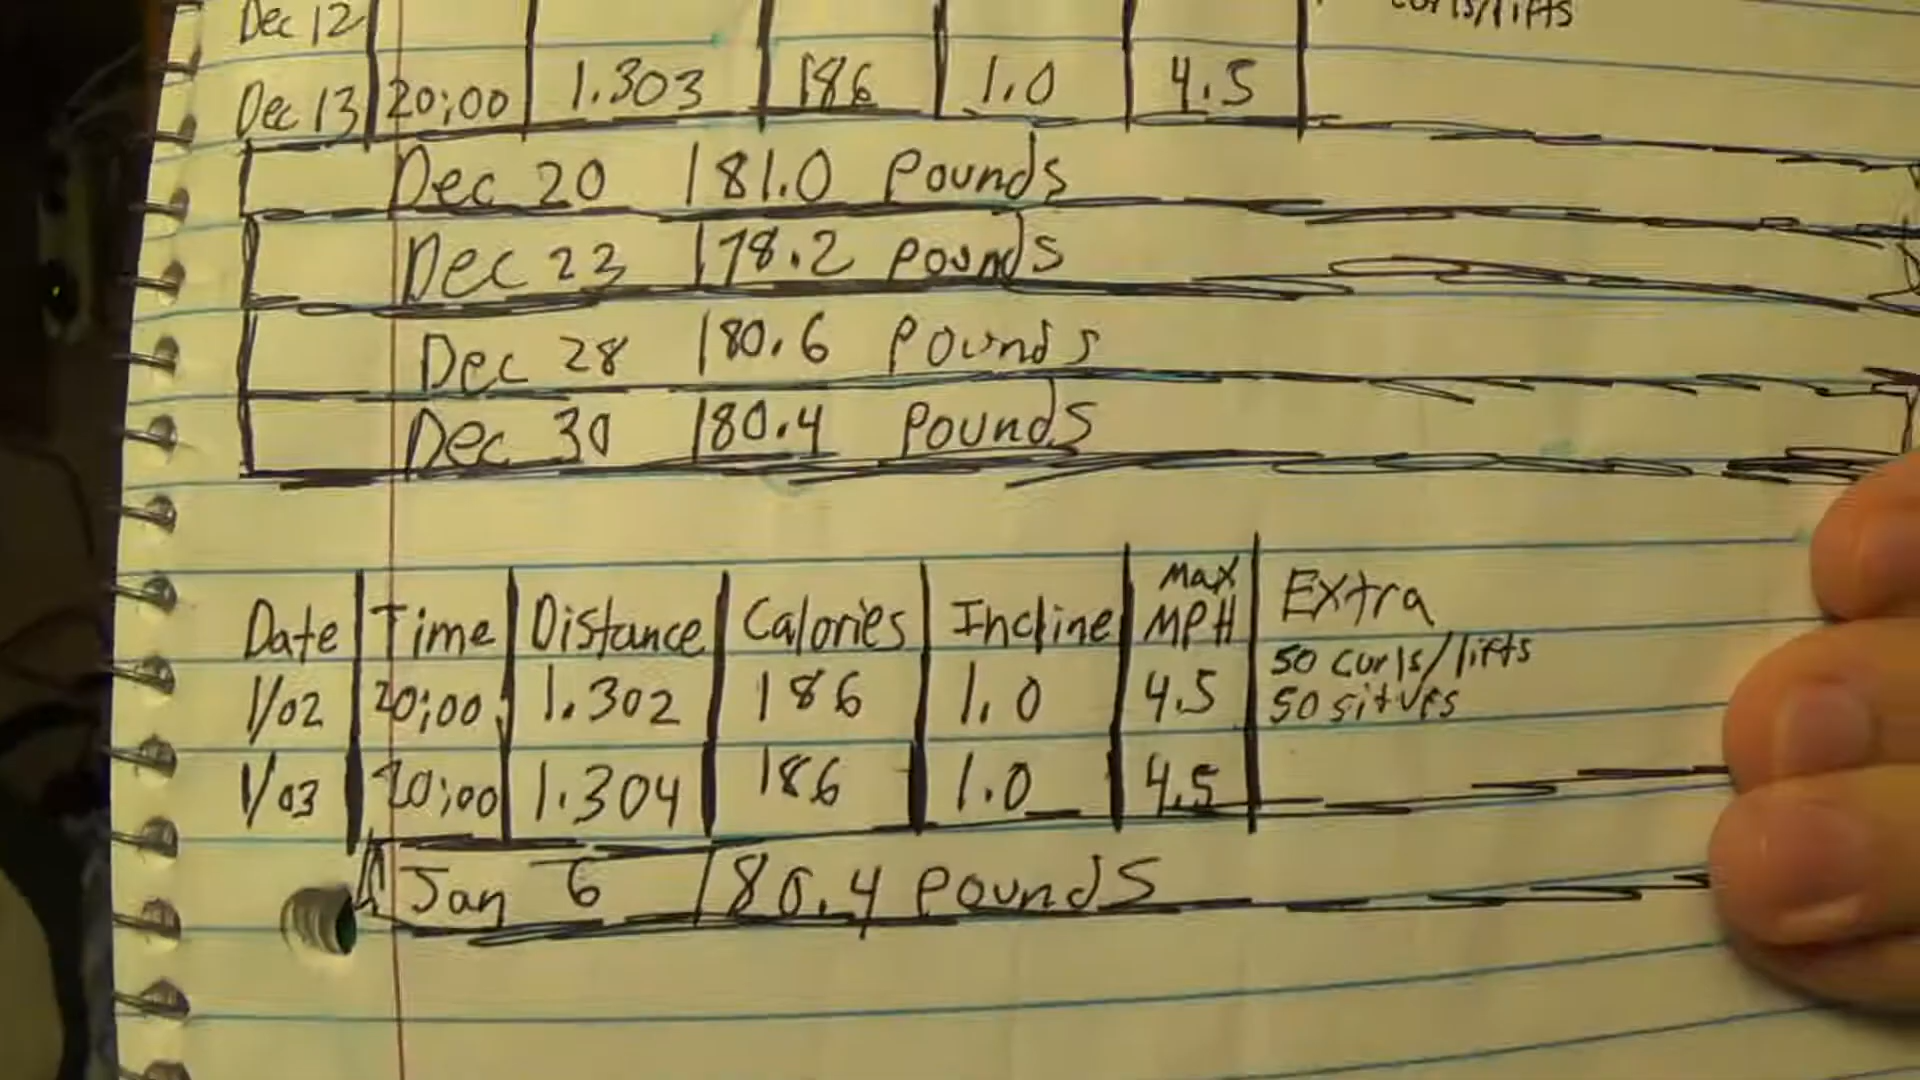 curls/lifts
Dec 12
Dec 13 20:00 1.303 186 1.0 4.5
Dec 20 181.0 Pounds
Dec 23 178.2 Pounds
Dec 28 180.6 Pounds
Dec 30 180.4 Pounds
Date Time Distance Calories Incline Max MPH Extra
1/02 20:00 1.302 186 1.0 4.5 50 curls/lifts
50 situps
1/03 20:00 1.304 186 1.0 4.5
Jan 6 180.4 Pounds